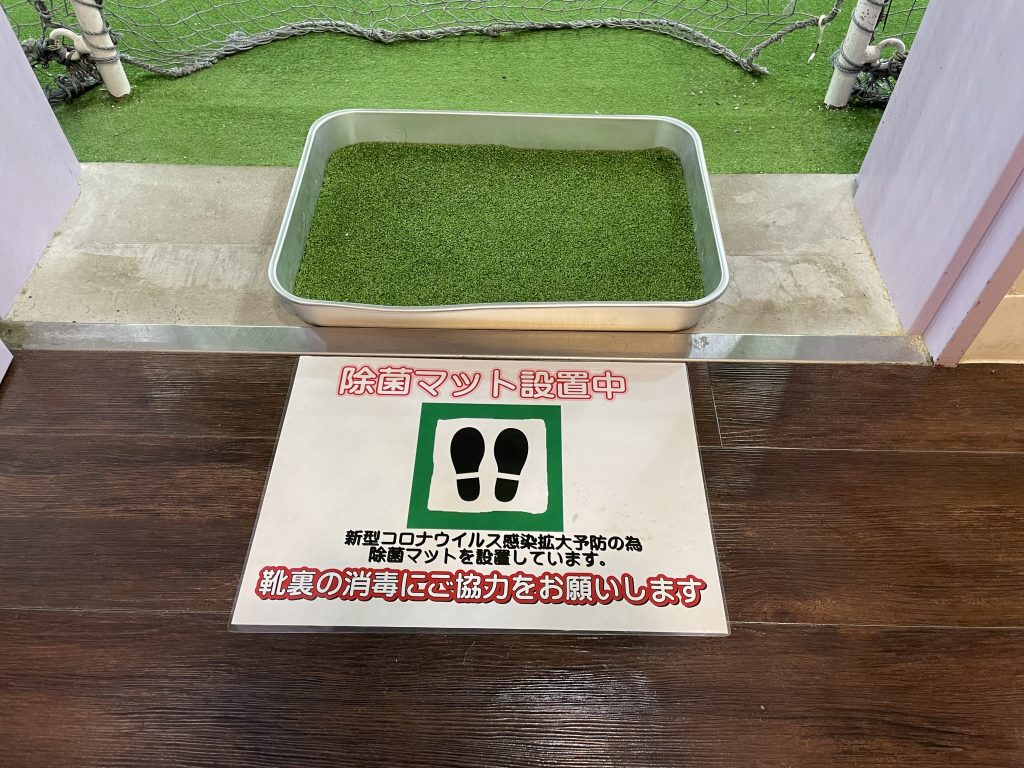 除菌マット設置中
新型コロナウイルス感染拡大予防の為
除菌マットを設置しています。
靴裏の消毒にご協力をお願いします